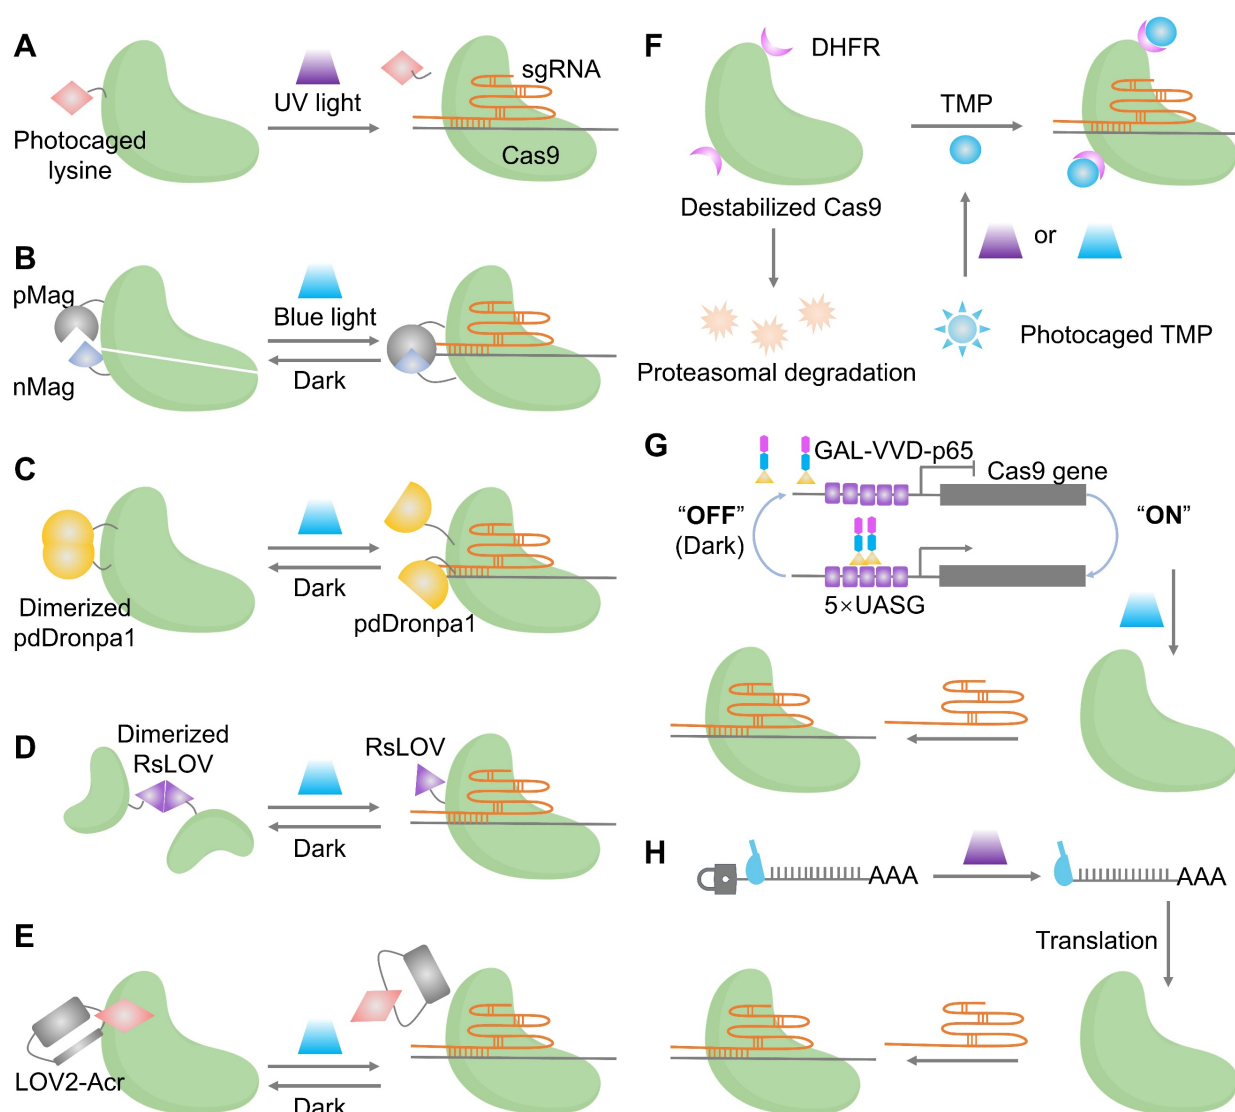 A
UV light
sgRNA
Photocaged
lysine
Cas9
B
pMag
Blue light
nMag
Dark
C
Dark
Dimerized
pdDronpa1
pdDronpa1
D
Dimerized
RsLOV
RsLOV
Dark
E
LOV2-Acr
Dark
F
DHFR
TMP
Destabilized Cas9
or
Photocaged TMP
Proteasomal degradation
G
GAL-VVD-p65
Cas9 gene
“OFF”
(Dark)
“ON”
5×UASG
H
AAA
AAA
Translation